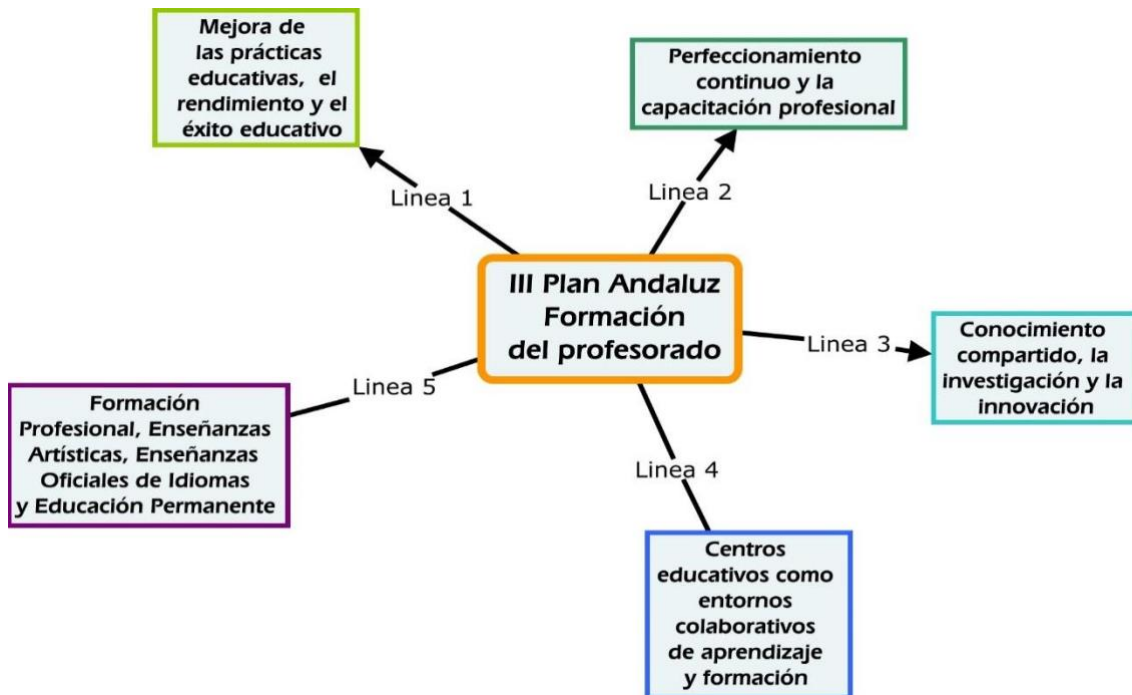 Mejora de
las prácticas
educativas, el
rendimiento y el
éxito educativo
Perfeccionamiento
continuo y la
capacitación profesional
Linea 1
Linea 2
III Plan Andaluz
Formación
del profesorado
Linea 3
Conocimiento
compartido, la
investigación y la
innovación
Linea 5
Formación
Profesional, Enseñanzas
Artísticas, Enseñanzas
Oficiales de Idiomas
y Educación Permanente
Linea 4
Centros
educativos como
entornos
colaborativos
de aprendizaje
y formación